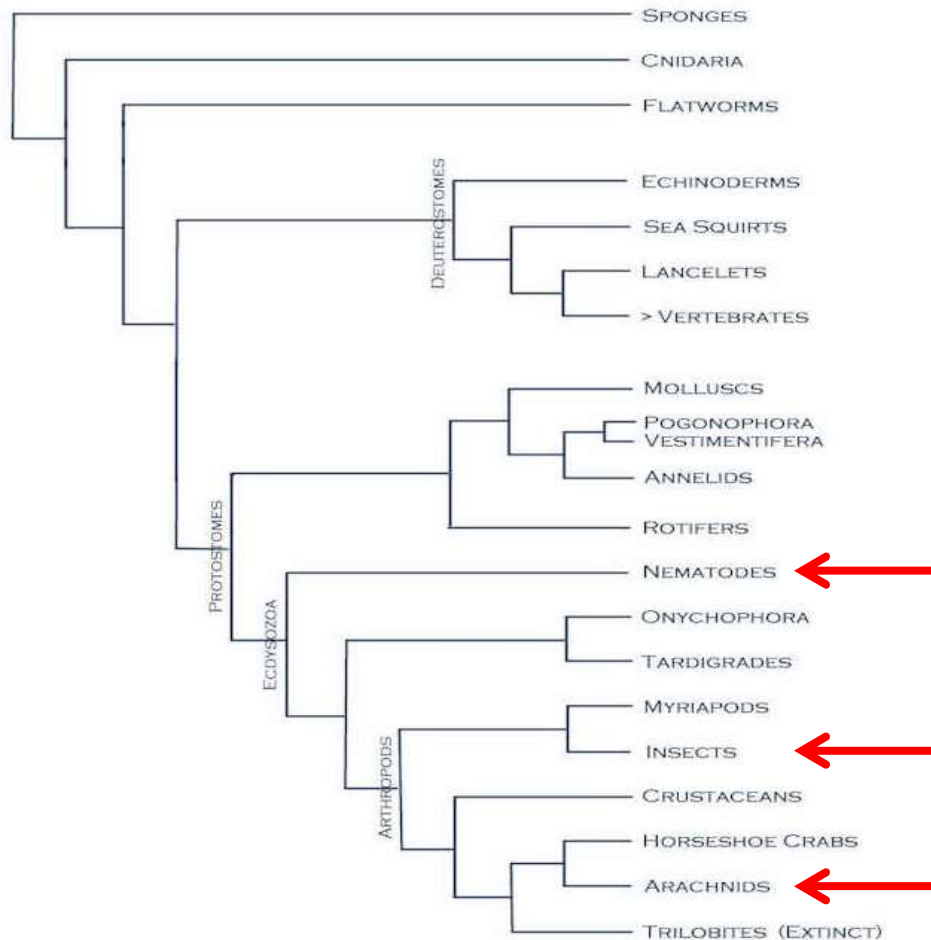 SPONGES
CNIDARIA
FLATWORMS
DEUTEROSTOMES
ECHINODERMS
SEA SQUIRTS
LANCELETS
> VERTEBRATES
MOLLUSCS
POGONOPHORA
VESTIMENTIFERA
ANNELIDS
PROTOSTOMES
ROTIFERS
ECDYSOZOA
NEMATODES
ONYCHOPHORA
TARDIGRADES
ARTHROPODS
MYRIAPODS
INSECTS
CRUSTACEANS
HORSESHOE CRABS
ARACHNIDS
TRILOBITES (EXTINCT)